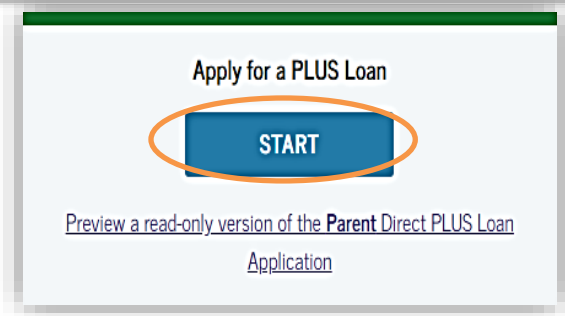 Apply for a PLUS Loan
START
Preview a read-only version of the Parent Direct PLUS Loan
Application